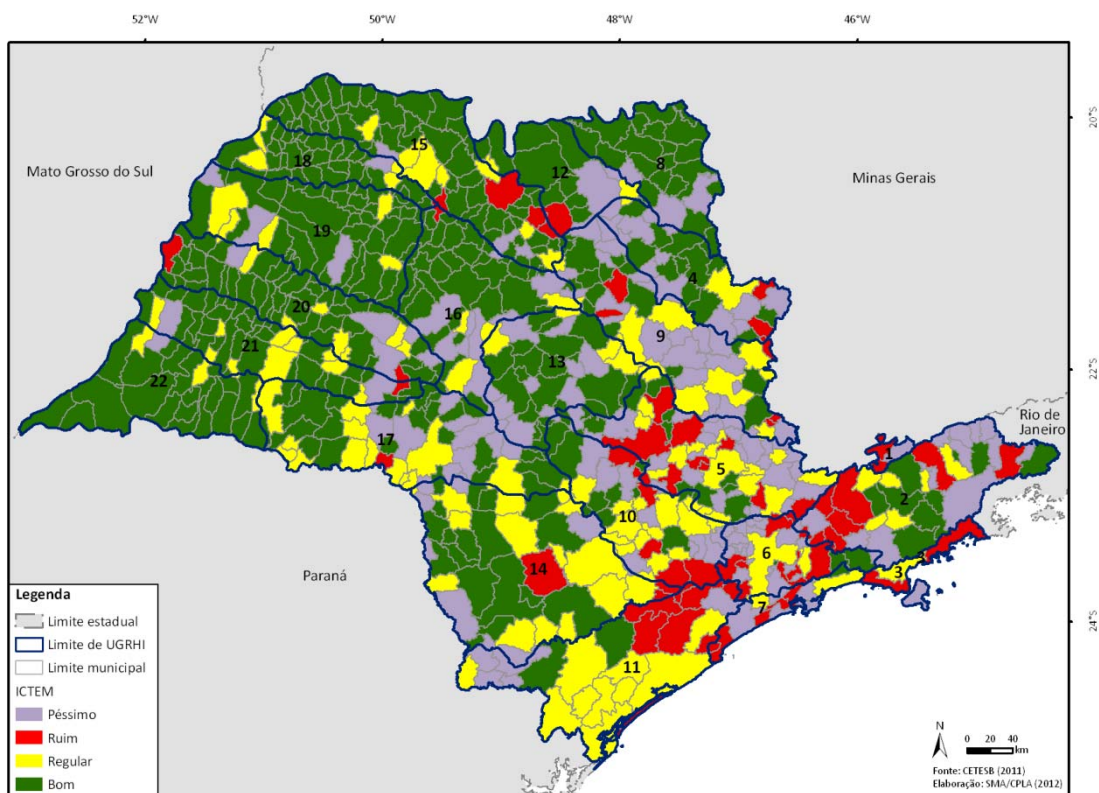 52°W 50°W 48°W 46°W
20°S
22°S
24°S
Mato Grosso do Sul
Minas Gerais
Rio de
Janeiro
Paraná
15
18
12
8
19
4
20
16
9
21
13
22
17
5
1
2
10
6
3
14
7
11
Legenda
Limite estadual
Limite de UGRHI
Limite municipal
ICTEM
Péssimo
Ruim
Regular
Bom
N
0 20 40
km
Fonte: CETESB (2011)
Elaboração: SMA/CPLA (2012)